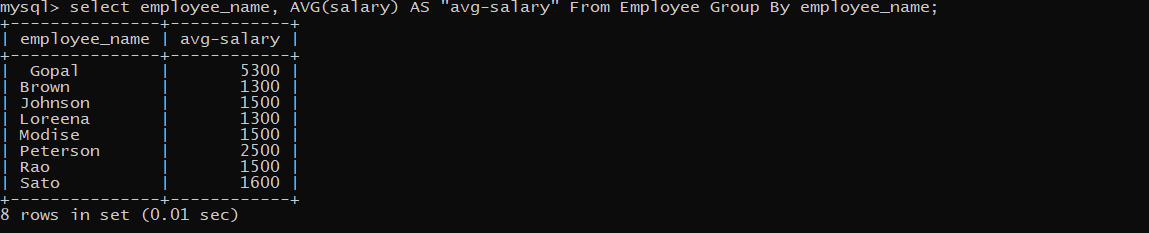 mysql> select employee_name, AVG(salary) AS "avg-salary" From Employee Group By employee_name;
+---------------+------------+
| employee_name | avg-salary |
+---------------+------------+
|  Gopal        |       5300 |
| Brown         |       1300 |
| Johnson       |       1500 |
| Loreena       |       1300 |
| Modise        |       1500 |
| Peterson      |       2500 |
| Rao           |       1500 |
| Sato          |       1600 |
+---------------+------------+
8 rows in set (0.01 sec)